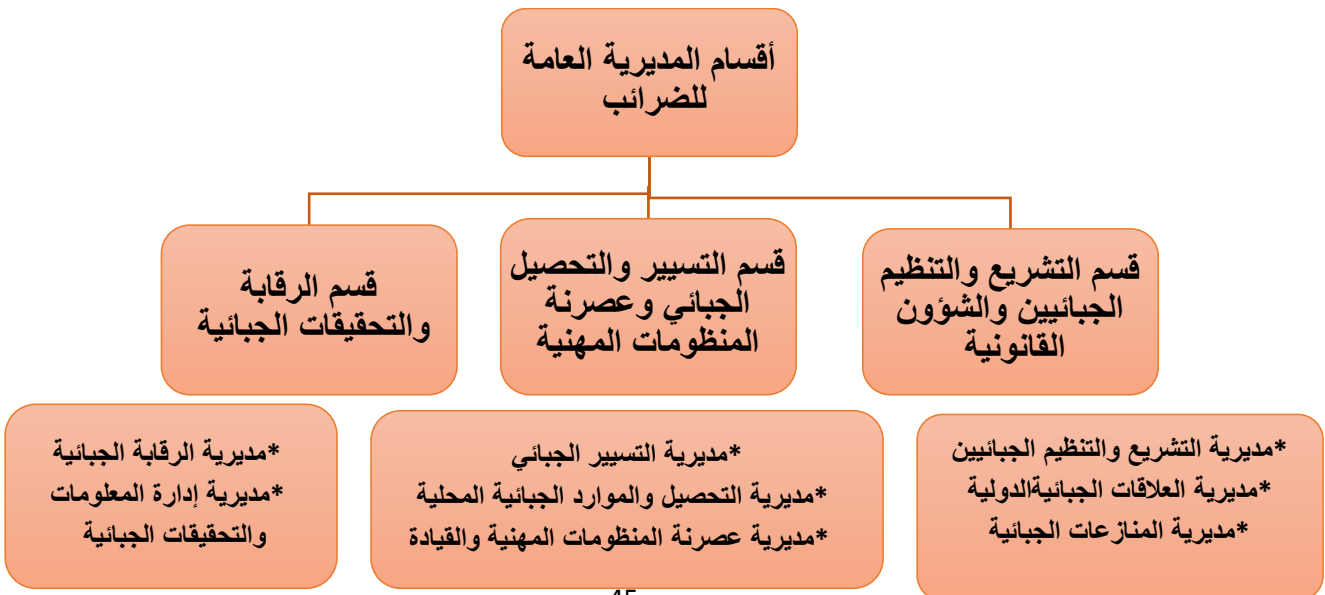 أقسام المديرية العامة
للضرائب
قسم التشريع والتنظيم
الجبائيين والشؤون
القانونية
قسم التسيير والتحصيل
الجبائي وعصرنة
المنظومات المهنية
قسم الرقابة
والتحقيقات الجبائية
*مديرية التشريع والتنظيم الجبائيين
*مديرية العلاقات الجبائيةالدولية
*مديرية المنازعات الجبائية
*مديرية التسيير الجبائي
*مديرية التحصيل والموارد الجبائية المحلية
*مديرية عصرنة المنظومات المهنية والقيادة
*مديرية الرقابة الجبائية
*مديرية إدارة المعلومات
والتحقيقات الجبائية